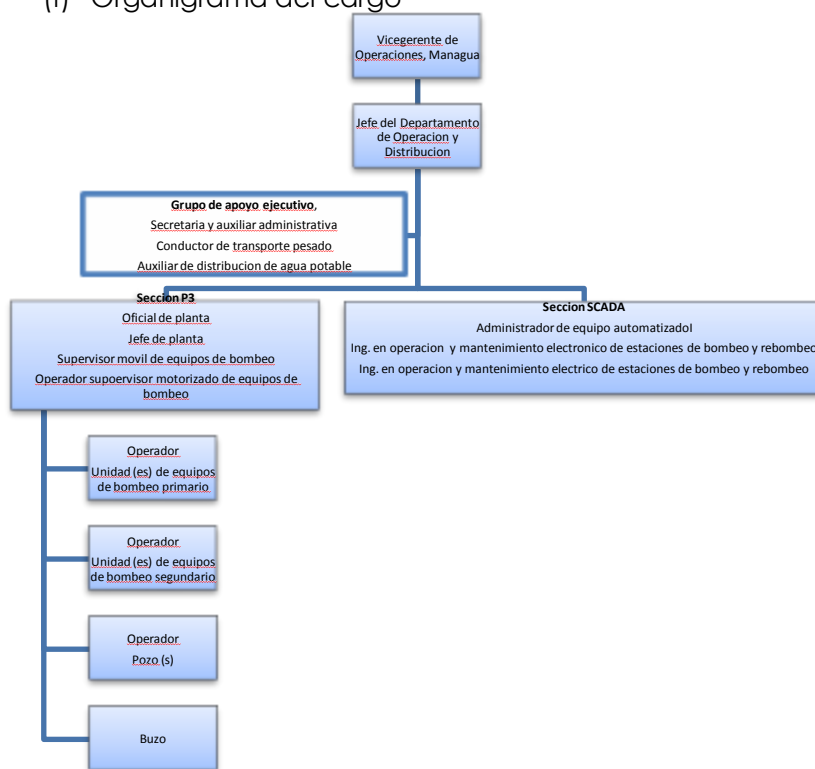 (f) Organigrama del cargo
Vicegerente de
Operaciones, Managua
Jefe del Departamento
de Operacion y
Distribucion
Grupo de apoyo ejecutivo,
Secretaria y auxiliar administrativa
Conductor de transporte pesado
Auxiliar de distribucion de agua potable
Seccion P3
Oficial de planta
Jefe de planta
Supervisor movil de equipos de bombeo
Operador supoervisor motorizado de equipos de
bombeo
Seccion SCADA
Administrador de equipo automatizadol
Ing. en operacion y mantenimiento electronico de estaciones de bombeo y rebombeo
Ing. en operacion y mantenimiento electrico de estaciones de bombeo y rebombeo
Operador
Unidad (es) de equipos
de bombeo primario
Operador
Unidad (es) de equipos
de bombeo segundario
Operador
Pozo (s)
Buzo